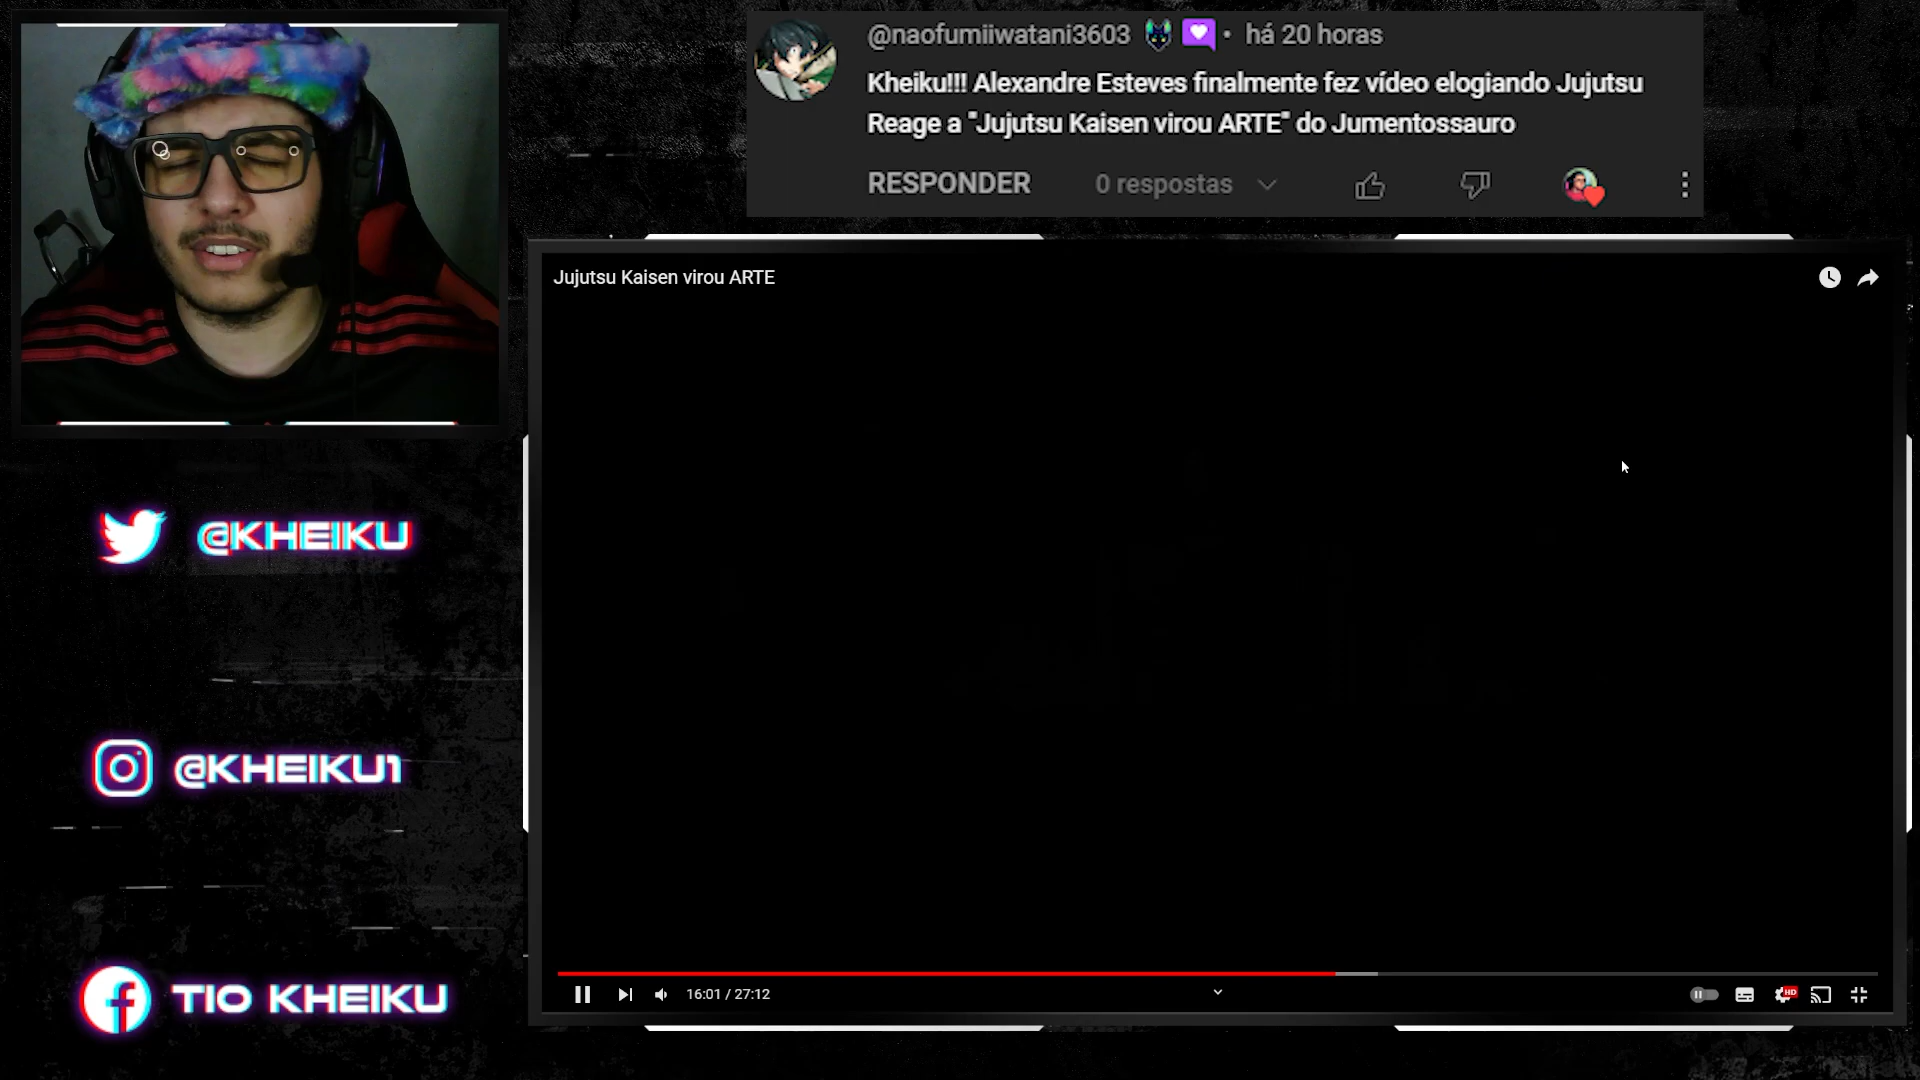 @naofumiiwatani3603 • há 20 horas
Kheiku!!! Alexandre Esteves finalmente fez vídeo elogiando Jujutsu
Reage a "Jujutsu Kaisen virou ARTE" do Jumentossauro
RESPONDER 0 respostas
Jujutsu Kaisen virou ARTE
@KHEIKU
@KHEIKU1
TIO KHEIKU
16:01 / 27:12
HD